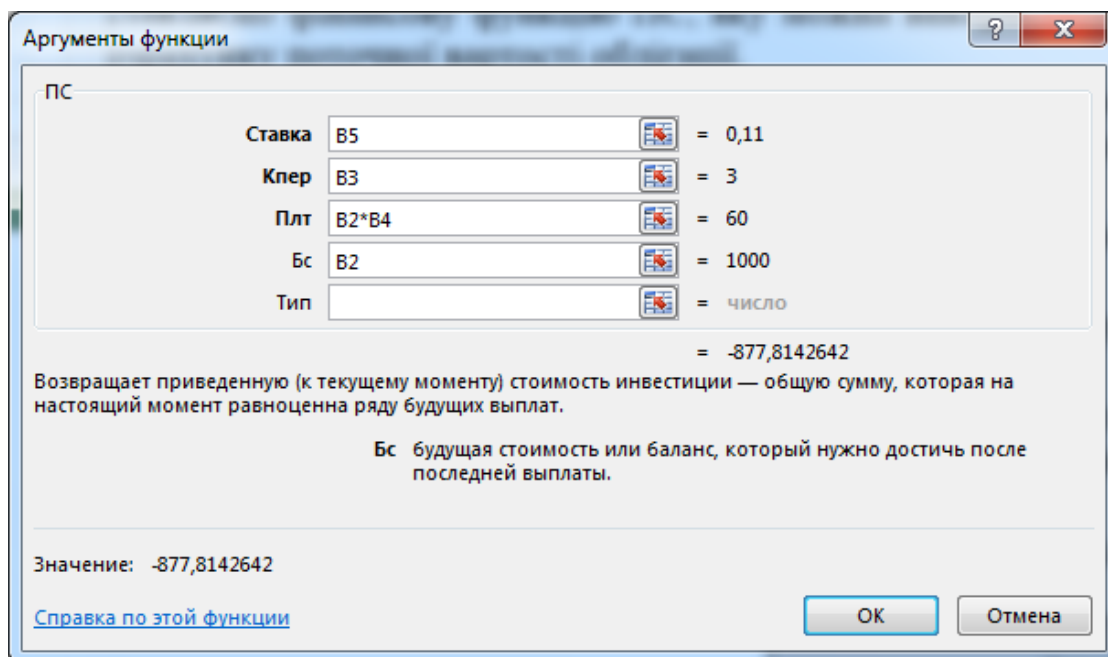 Аргументы функции
ПС
Ставка B5 = 0,11
Кпер B3 = 3
Плт B2*B4 = 60
Бс B2 = 1000
Тип = число
= -877,8142642
Возвращает приведенную (к текущему моменту) стоимость инвестиции — общую сумму, которая на
настоящий момент равноценна ряду будущих выплат.
Бс будущая стоимость или баланс, который нужно достичь после
последней выплаты.
Значение: -877,8142642
Справка по этой функции
ОК Отмена